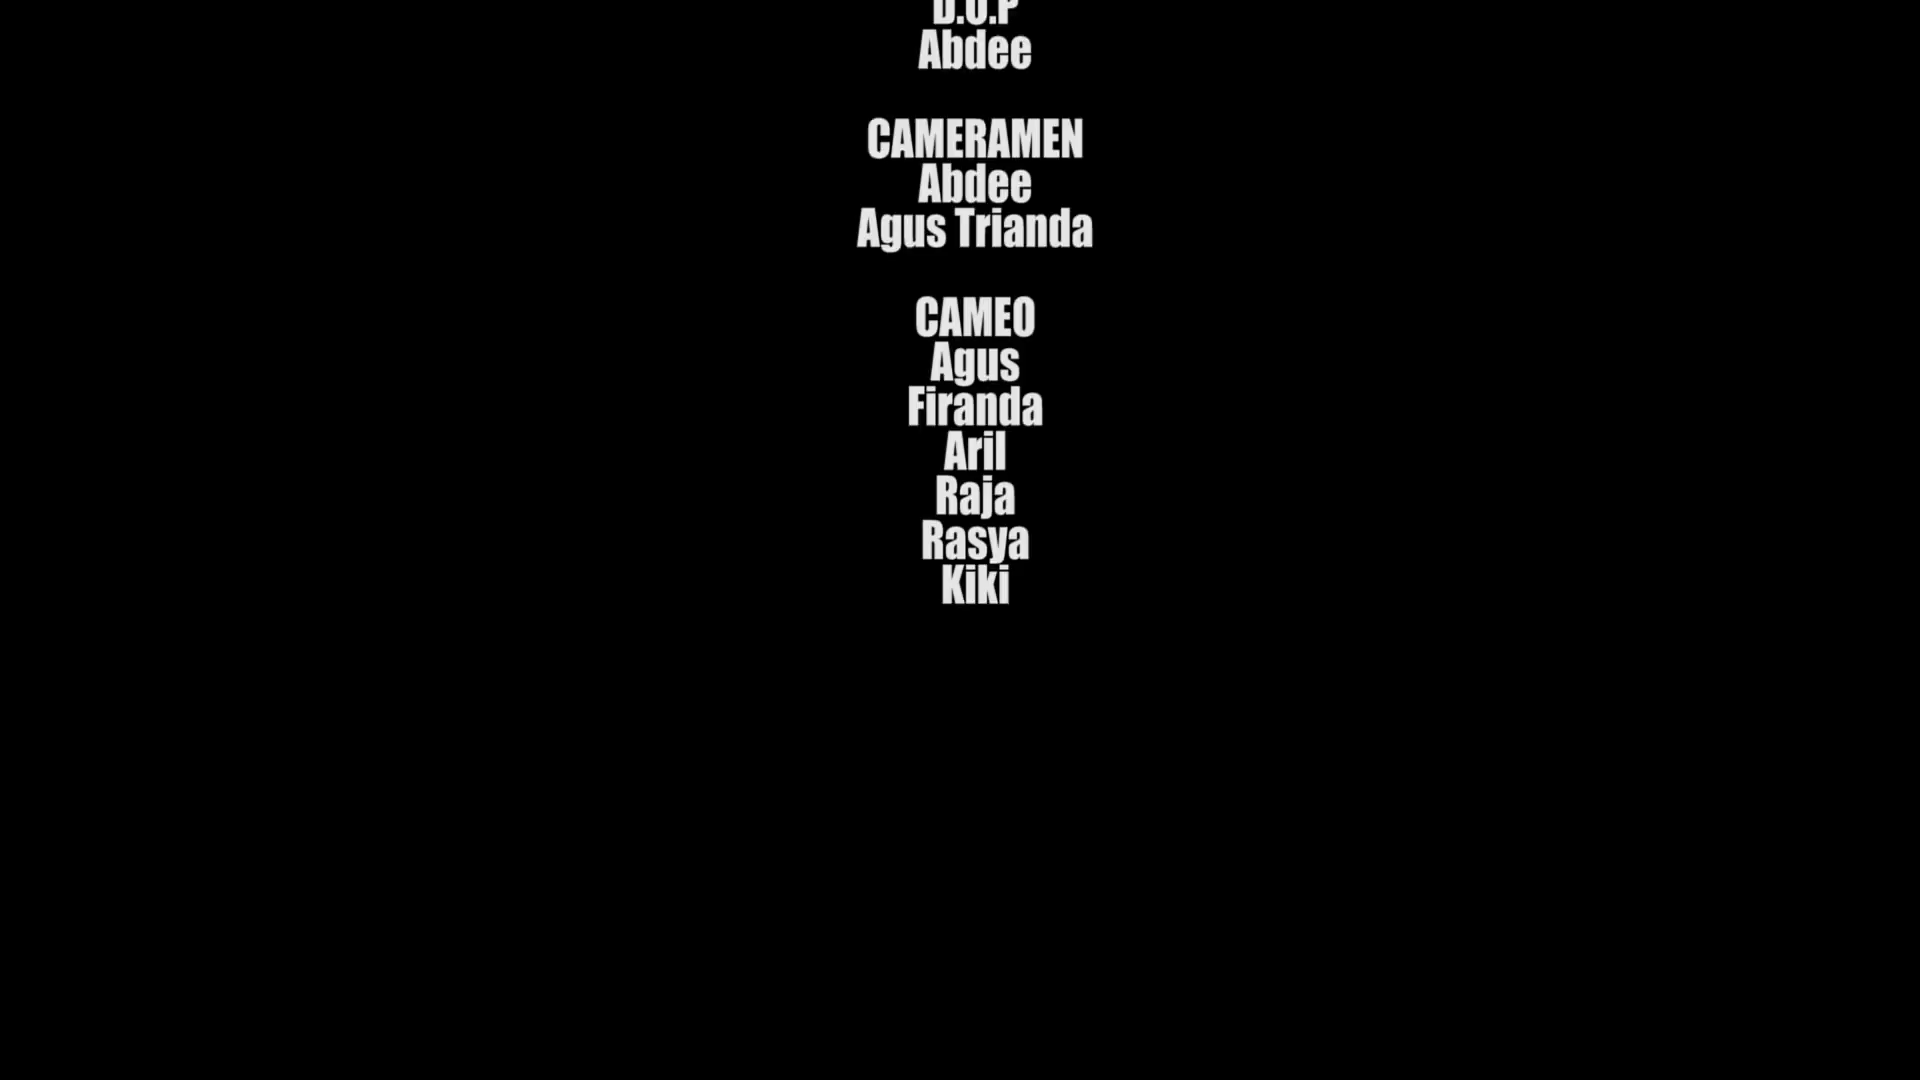 D.O.P
Abdee
CAMERAMEN
Abdee
Agus Trianda
CAMEO
Agus
Firanda
Aril
Raja
Rasya
Kiki